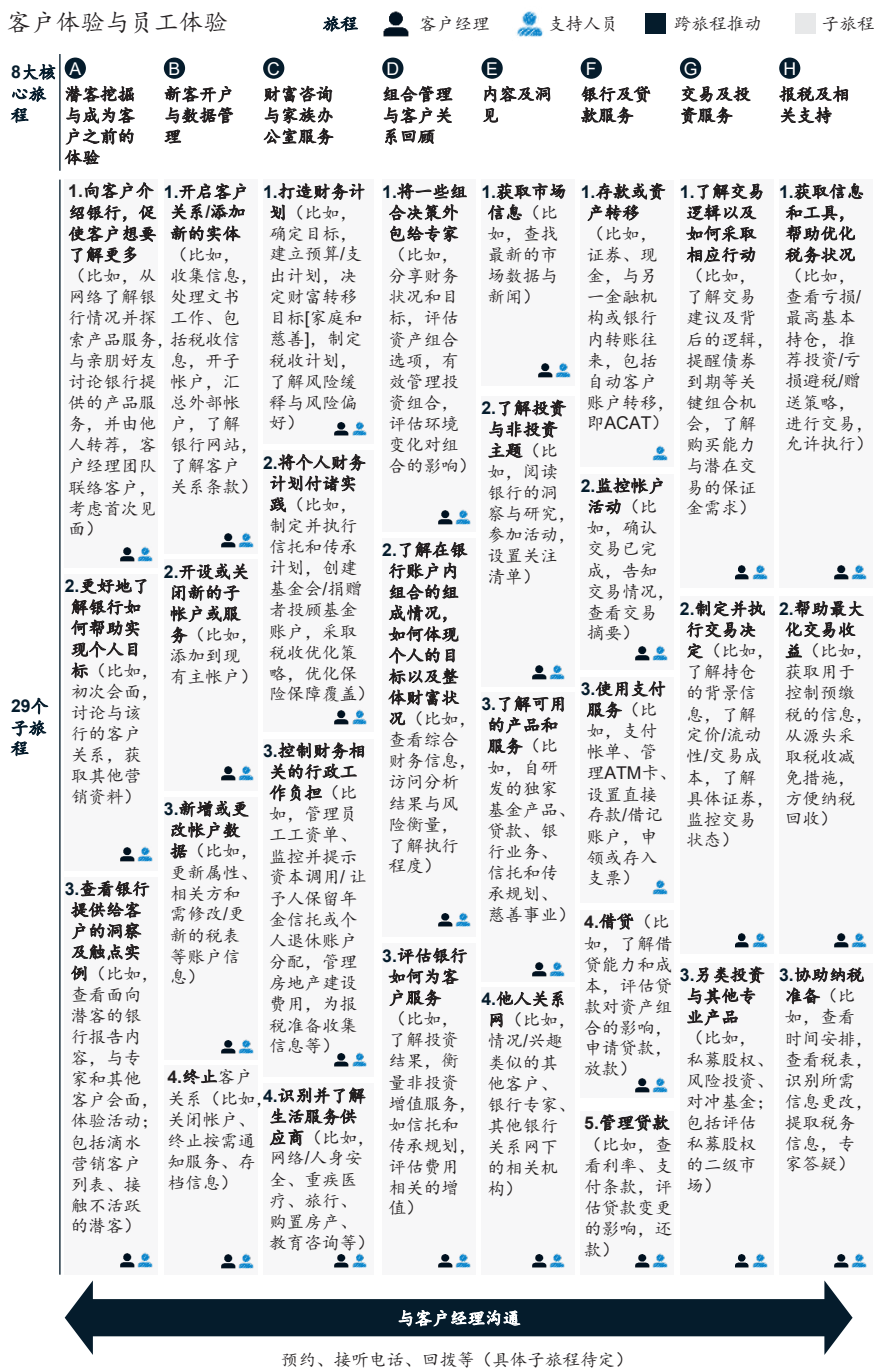 客户体验与员工体验
旅程
客户经理
支持人员
跨旅程推动
子旅程
8大核
心旅
程
A
潜客挖掘
与成为客
户之前的
体验
B
新客开户
与数据管
理
C
财富咨询
与家族办
公室服务
D
组合管理
与客户关
系回顾
E
内容及洞
见
F
银行及贷
款服务
G
交易及投
资服务
H
报税及相
关支持
29个
子旅
程
1.向客户介
绍银行，促
使客户想要
了解更多
（比如，从
网络了解银
行情况并探
索产品服务，
与亲朋好友
讨论银行提
供的产品服
务，并由他
人转荐，客
户经理团队
联络客户，
考虑首次见
面）
2.更好地了
解银行如
何帮助实
现个人目
标（比如，
初次会面，
讨论与该
行的客户
关系，获
取其他营
销资料）
3.查看银行
提供给客
户的洞察
及触点实
例（比如，
查看面向
潜客的银
行报告内
容，与专
家和其他
客户会面，
体验活动；
包括滴水
营销客户
列表、接
触不活跃
的潜客）
1.开启客户
关系/添加
新的实体
（比如，
收集信息，
处理文书
工作、包
括税收信
息，开子
帐户，汇
总外部帐
户，了解
银行网站，
了解客户
关系条款）
2.开设或关
闭新的子
帐户或服
务（比如，
添加到现
有主帐户）
3.新增或更
改帐户数
据（比如，
更新属性、
相关方和
需修改/更
新的税表
等账户信
息）
4.终止客户
关系（比如，
关闭帐户、
终止按需通
知服务、存
档信息）
1.打造财务计
划（比如，
确定目标，
建立预算/支
出计划，决
定财富转移
目标[家庭和
慈善]，制定
税收计划，
了解风险缓
释与风险偏
好）
2.将个人财务
计划付诸实
践（比如，
制定并执行
信托和传承
计划，创建
基金会/捐赠
者投顾基金
账户，采取
税收优化策
略，优化保
险保障覆盖）
3.控制财务相
关的行政工
作负担（比
如，管理员
工工资单、
监控并提示
资本调用/ 让
予人保留年
金信托或个
人退休账户
分配，管理
房地产建设
费用，为报
税准备收集
信息等）
4.识别并了解
生活服务供
应商（比如，
网络/人身安
全、重疾医
疗、旅行、
购置房产、
教育咨询等）
1.将一些组
合决策外
包给专家
（比如，
分享财务
状况和目
标，评估
资产组合
选项，有
效管理投
资组合，
评估环境
变化对组
合的影响）
2.了解在银
行账户内
组合的组
成情况，
如何体现
个人的目
标以及整
体财富状
况（比如，
查看综合
财务信息，
访问分析
结果与风
险衡量，
了解执行
程度）
3.评估银行
如何为客
户服务
（比如，
了解投资
结果，衡
量非投资
增值服务，
如信托和
传承规划，
评估费用
相关的增
值）
1.获取市场
信息（比
如，查找
最新的市
场数据与
新闻）
2.了解投资
与非投资
主题（比
如，阅读
银行的洞
察与研究，
参加活动，
设置关注
清单）
3.了解可用
的产品和
服务（比
如，自研
发的独家
基金产品、
贷款、银
行业务、
信托和传
承规划、
慈善事业）
4.他人关系
网（比如，
情况/兴趣
类似的其
他客户、
银行专家、
其他银行
关系网下
的相关机
构）
1.存款或资
产转移
（比如，
证券、现
金，与另
一金融机
构或银行
内转账往
来，包括
自动客户
账户转移，
即ACAT）
2.监控帐户
活动（比
如，确认
交易已完
成，告知
交易情况，
查看交易
摘要）
3.使用支付
服务（比
如，支付
帐单、管
理ATM卡、
设置直接
存款/借记
账户，申
领或存入
支票）
4.借贷（比
如，了解借
贷能力和成
本，评估贷
款对资产组
合的影响，
申请贷款，
放款）
5.管理贷款
（比如，查
看利率、支
付条款，评
估贷款变更
的影响，还
款）
1.了解交易
逻辑以及
如何采取
相应行动
（比如，
了解交易
建议及背
后的逻辑，
提醒债券
到期等关
键组合机
会，了解
购买能力
与潜在交
易的保证
金需求）
2.制定并执
行交易决
定（比如，
了解持仓
的背景信
息，了解
定价/流动
性/交易成
本，了解
具体证券，
监控交易
状态）
3.另类投资
与其他专
业产品
（比如，
私募股权、
风险投资、
对冲基金；
包括评估
私募股权
的二级市
场）
1.获取信息
和工具，
帮助优化
税务状况
（比如，
查看亏损/
最高基本
持仓，推
荐投资/亏
损避税/赠
送策略，
进行交易，
允许执行）
2.帮助最大
化交易收
益（比如，
获取用于
控制预缴
税的信息，
从源头采
取税收减
免措施，
方便纳税
回收）
3.协助纳税
准备（比
如，查看
时间安排，
查看税表，
识别所需
信息更改，
提取税务
信息，专
家答疑）
与客户经理沟通
预约、接听电话、回拨等（具体子旅程待定）